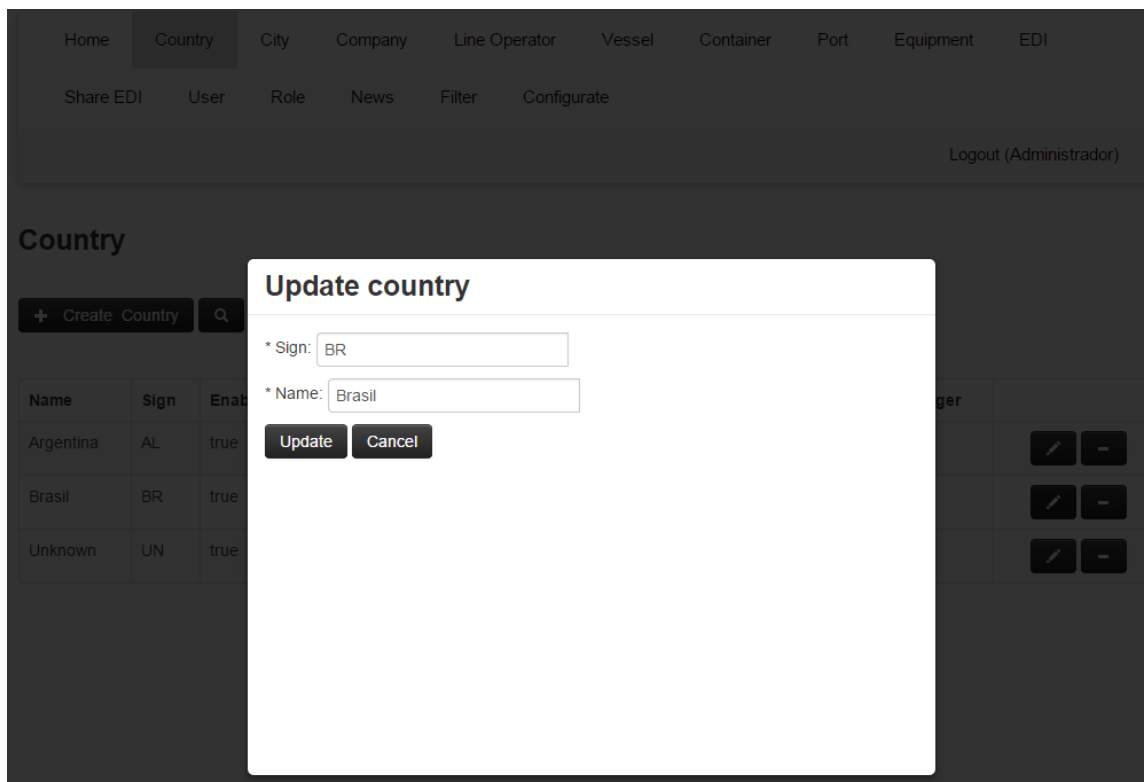 Home Country City Company Line Operator Vessel Container Port Equipment EDI
Share EDI User Role News Filter Configurate
Logout (Administrador)
Country
Update country
+ Create Country
* Sign: BR
* Name: Brasil
Update Cancel
Name Sign Enab ger
Argentina AL true
Brasil BR true
Unknown UN true